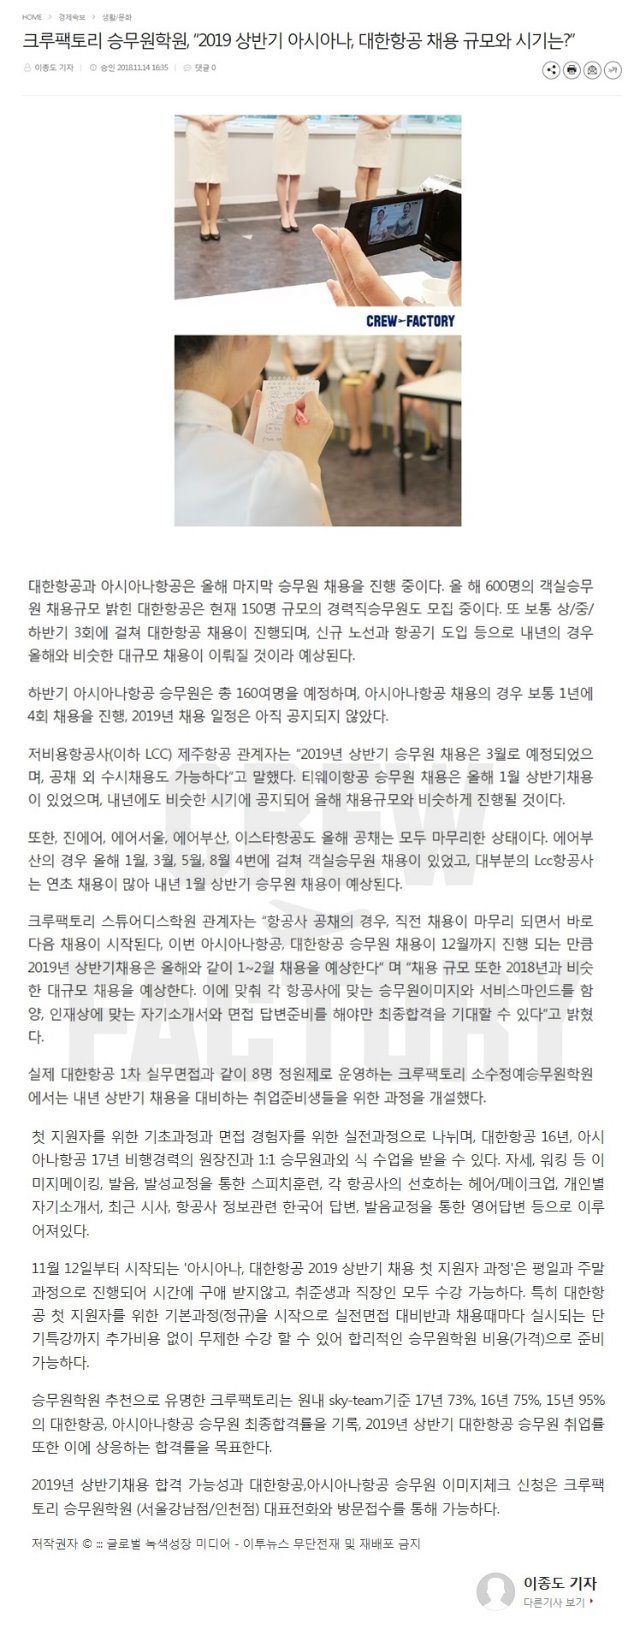 HOME > 경제속보 > 생활/문화
크루팩토리 승무원학원, “2019 상반기 아시아나, 대한항공 채용 규모와 시기는?”
이종도 기자 | 승인 2018.11.14 16:35 | 댓글 0
가
CREW FACTORY
대한항공과 아시아나항공은 올해 마지막 승무원 채용을 진행 중이다. 올 해 600명의 객실승무
원 채용규모 밝힌 대한항공은 현재 150명 규모의 경력직승무원도 모집 중이다. 또 보통 상/중/
하반기 3회에 걸쳐 대한항공 채용이 진행되며, 신규 노선과 항공기 도입 등으로 내년의 경우
올해와 비슷한 대규모 채용이 이뤄질 것이라 예상된다.
하반기 아시아나항공 승무원은 총 160여명을 예정하며, 아시아나항공 채용의 경우 보통 1년에
4회 채용을 진행, 2019년 채용 일정은 아직 공지되지 않았다.
저비용항공사(이하 LCC) 제주항공 관계자는 “2019년 상반기 승무원 채용은 3월로 예정되었으
며, 공채 외 수시채용도 가능하다”고 말했다. 티웨이항공 승무원 채용은 올해 1월 상반기채용
이 있었으며, 내년에도 비슷한 시기에 공지되어 올해 채용규모와 비슷하게 진행될 것이다.
또한, 진에어, 에어서울, 에어부산, 이스타항공도 올해 공채는 모두 마무리한 상태이다. 에어부
산의 경우 올해 1월, 3월, 5월, 8월 4번에 걸쳐 객실승무원 채용이 있었고, 대부분의 Lcc항공사
는 연초 채용이 많아 내년 1월 상반기 승무원 채용이 예상된다.
크루팩토리 스튜어디스학원 관계자는 “항공사 공채의 경우, 직전 채용이 마무리 되면서 바로
다음 채용이 시작된다, 이번 아시아나항공, 대한항공 승무원 채용이 12월까지 진행 되는 만큼
2019년 상반기채용은 올해와 같이 1~2월 채용을 예상한다” 며 “채용 규모 또한 2018년과 비슷
한 대규모 채용을 예상한다. 이에 맞춰 각 항공사에 맞는 승무원이미지와 서비스마인드를 함
양, 인재상에 맞는 자기소개서와 면접 답변준비를 해야만 최종합격을 기대할 수 있다”고 밝혔
다.
실제 대한항공 1차 실무면접과 같이 8명 정원제로 운영하는 크루팩토리 소수정예승무원학원
에서는 내년 상반기 채용을 대비하는 취업준비생들을 위한 과정을 개설했다.
첫 지원자를 위한 기초과정과 면접 경험자를 위한 실전과정으로 나뉘며, 대한항공 16년, 아시
아나항공 17년 비행경력의 원장진과 1:1 승무원과외 식 수업을 받을 수 있다. 자세, 워킹 등 이
미지메이킹, 발음, 발성교정을 통한 스피치훈련, 각 항공사의 선호하는 헤어/메이크업, 개인별
자기소개서, 최근 시사, 항공사 정보관련 한국어 답변, 발음교정을 통한 영어답변 등으로 이루
어져있다.
11월 12일부터 시작되는 '아시아나, 대한항공 2019 상반기 채용 첫 지원자 과정'은 평일과 주말
과정으로 진행되어 시간에 구애 받지않고, 취준생과 직장인 모두 수강 가능하다. 특히 대한항
공 첫 지원자를 위한 기본과정(정규)을 시작으로 실전면접 대비반과 채용때마다 실시되는 단
기특강까지 추가비용 없이 무제한 수강 할 수 있어 합리적인 승무원학원 비용(가격)으로 준비
가능하다.
승무원학원 추천으로 유명한 크루팩토리는 원내 sky-team기준 17년 73%, 16년 75%, 15년 95%
의 대한항공, 아시아나항공 승무원 최종합격률을 기록, 2019년 상반기 대한항공 승무원 취업률
또한 이에 상응하는 합격률을 목표한다.
2019년 상반기채용 합격 가능성과 대한항공,아시아나항공 승무원 이미지체크 신청은 크루팩
토리 승무원학원 (서울강남점/인천점) 대표전화와 방문접수를 통해 가능하다.
저작권자 © ::: 글로벌 녹색성장 미디어 - 이투뉴스 무단전재 및 재배포 금지
이종도 기자
다른기사 보기
CREW
FACTORY